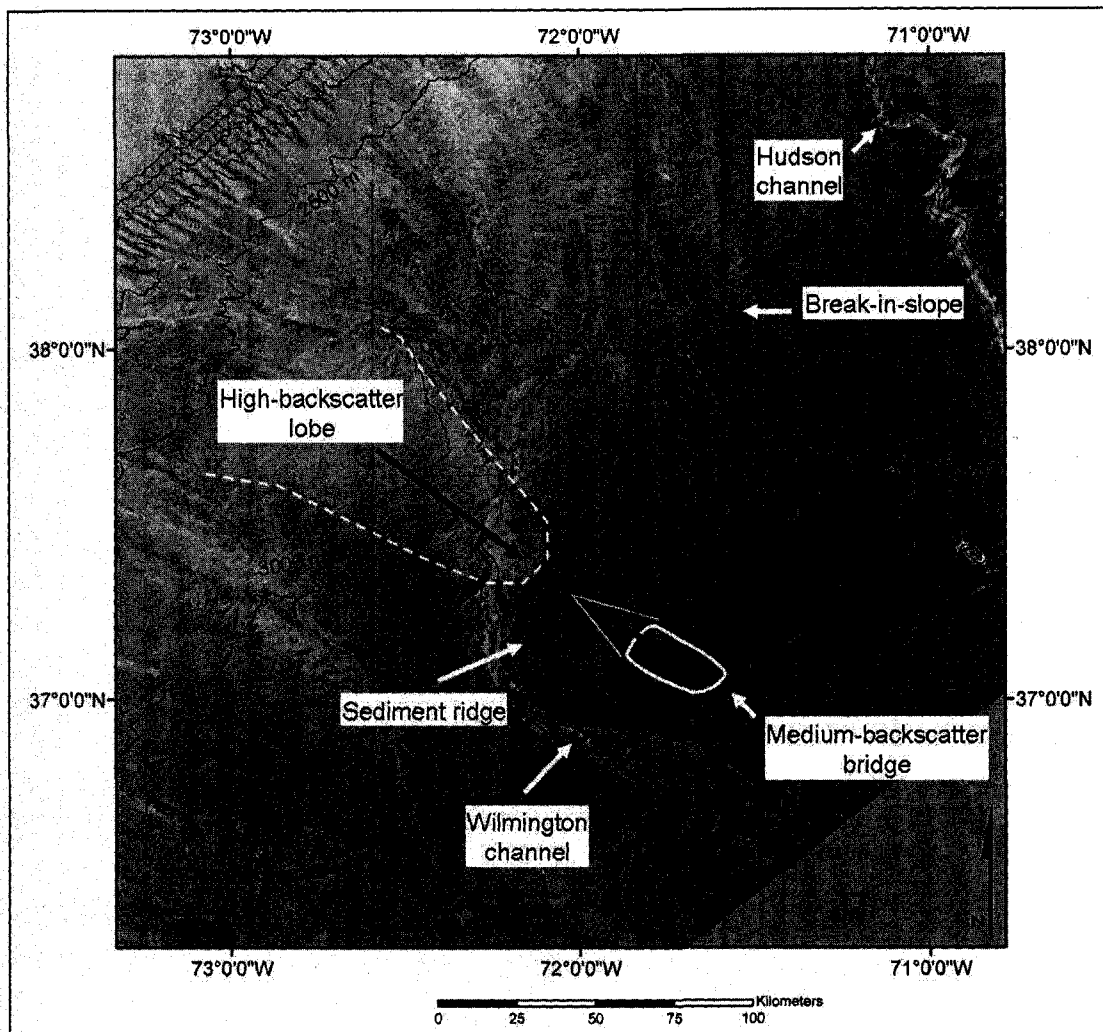 73°0'0"W 72°0'0"W 71°0'0"W
Hudson
channel
Break-in-slope
38°0'0"N 38°0'0"N
High-backscatter
lobe
Sediment ridge
37°0'0"N 37°0'0"N
Medium-backscatter
bridge
Wilmington
channel
73°0'0"W 72°0'0"W 71°0'0"W
Kilometers
0 25 50 75 100